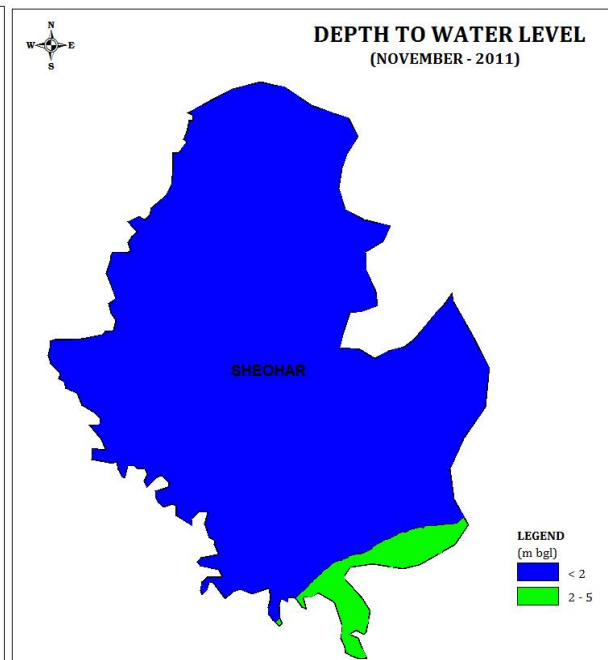 N
W E
S
DEPTH TO WATER LEVEL
(NOVEMBER - 2011)
SHEOHAR
LEGEND
(m bgl)
< 2
2 - 5